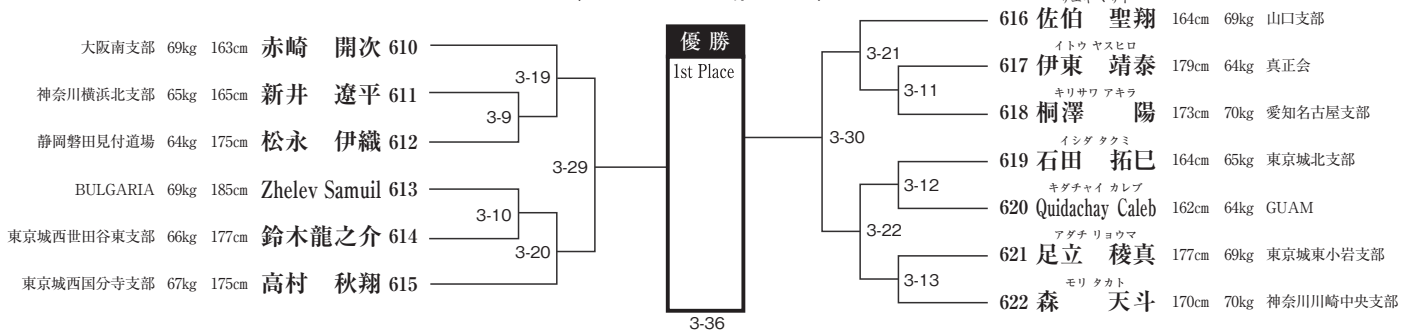 大阪南支部 69kg 163cm 赤崎 開次 610
神奈川横浜北支部 65kg 165cm 新井 遼平 611
静岡磐田見付道場 64kg 175cm 松永 伊織 612
BULGARIA 69kg 185cm Zhelev Samuil 613
東京城西世田谷東支部 66kg 177cm 鈴木龍之介 614
東京城西国分寺支部 67kg 175cm 高村 秋翔 615
3-19
3-9
3-29
3-10
3-20
優勝
1st Place
3-36
616 佐伯 聖翔 164cm 69kg 山口支部
イトウ ヤスヒロ
617 伊東 靖泰 179cm 64kg 真正会
キリサワ アキラ
618 桐澤 陽 173cm 70kg 愛知名古屋支部
イシダ タクミ
619 石田 拓巳 164cm 65kg 東京城北支部
キダチャイ カレブ
620 Quidachay Caleb 162cm 64kg GUAM
アダチ リョウマ
621 足立 稜真 177cm 69kg 東京城東小岩支部
モリ タカト
622 森 天斗 170cm 70kg 神奈川川崎中央支部
3-21
3-11
3-30
3-12
3-22
3-13